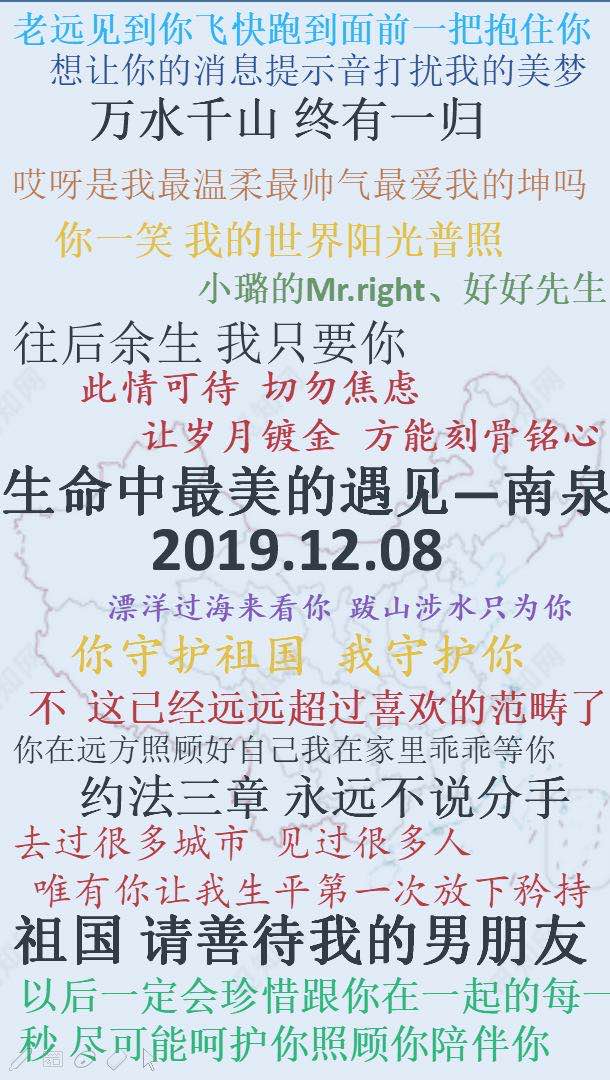 老远见到你飞快跑到面前一把抱住你
想让你的消息提示音打扰我的美梦
万水千山 终有一归
哎呀是我最温柔最帅气最爱我的坤吗
你一笑 我的世界阳光普照
小璐的Mr.right、好好先生
往后余生 我只要你
此情可待 切勿焦虑
让岁月镀金 方能刻骨铭心
生命中最美的遇见—南泉
2019.12.08
漂洋过海来看你 跋山涉水只为你
你守护祖国 我守护你
不 这已经远远超过喜欢的范畴了
你在远方照顾好自己我在家里乖乖等你
约法三章 永远不说分手
去过很多城市 见过很多人
唯有你让我生平第一次放下矜持
祖国 请善待我的男朋友
以后一定会珍惜跟你在一起的每一
秒 尽可能呵护你照顾你陪伴你